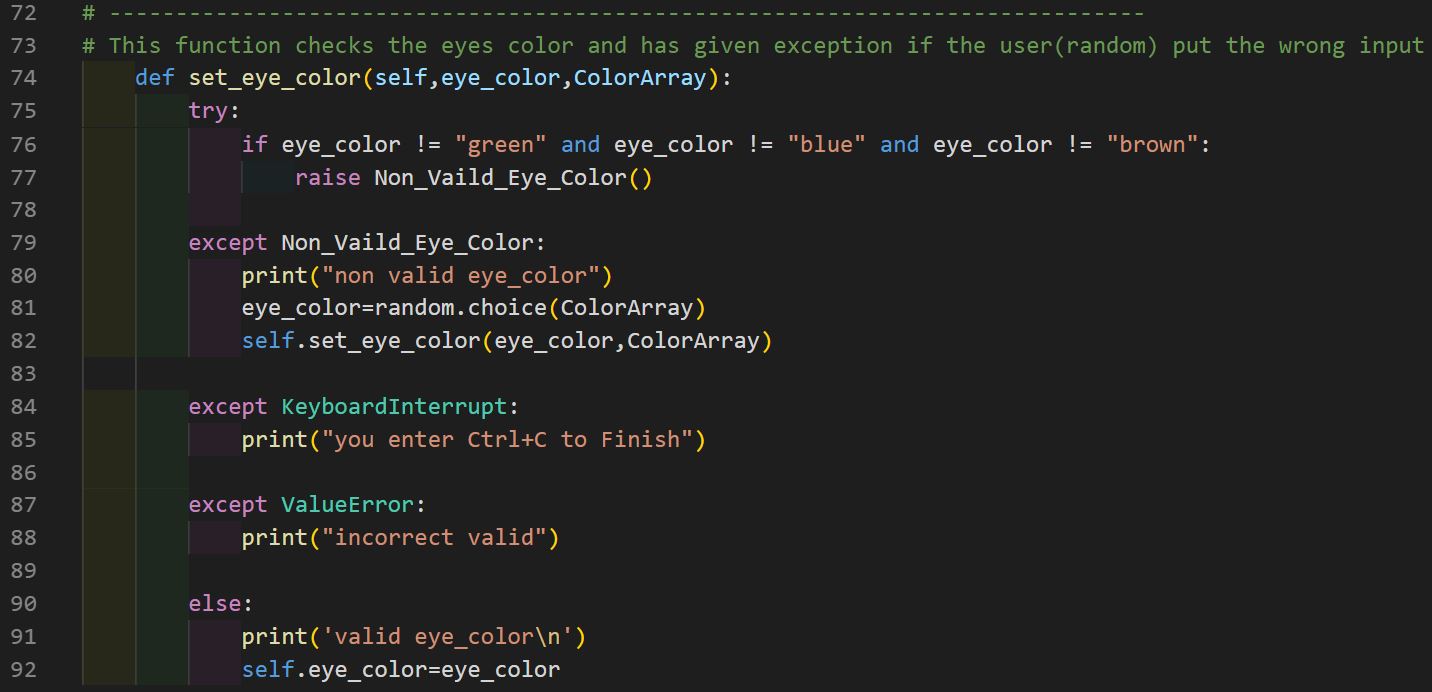 72 # ------------------------------------------------------------------------------
73 # This function checks the eyes color and has given exception if the user(random) put the wrong input
74     def set_eye_color(self,eye_color,ColorArray):
75         try:
76             if eye_color != "green" and eye_color != "blue" and eye_color != "brown":
77                 raise Non_Vaild_Eye_Color()
78
79         except Non_Vaild_Eye_Color:
80             print("non valid eye_color")
81             eye_color=random.choice(ColorArray)
82             self.set_eye_color(eye_color,ColorArray)
83
84         except KeyboardInterrupt:
85             print("you enter Ctrl+C to Finish")
86
87         except ValueError:
88             print("incorrect valid")
89
90         else:
91             print('valid eye_color\n')
92             self.eye_color=eye_color